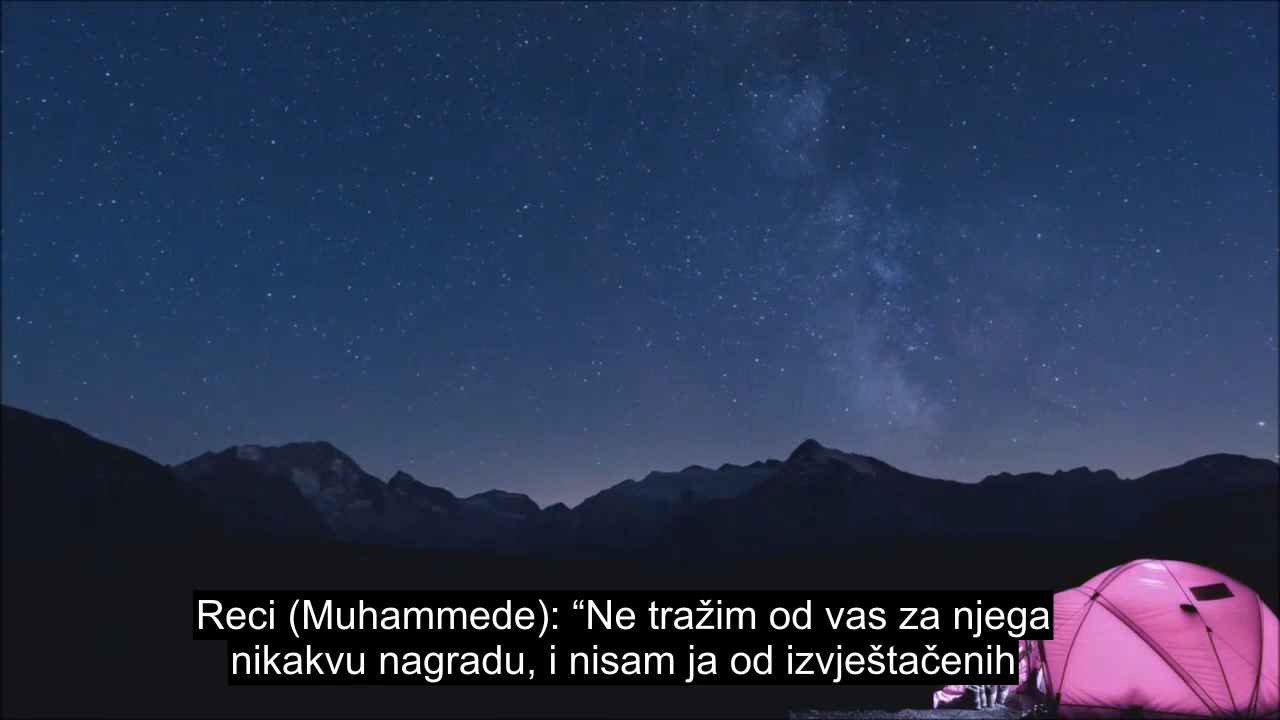 Reci (Muhammede): “Ne tražim od vas za njega
nikakvu nagradu, i nisam ja od izvještačenih